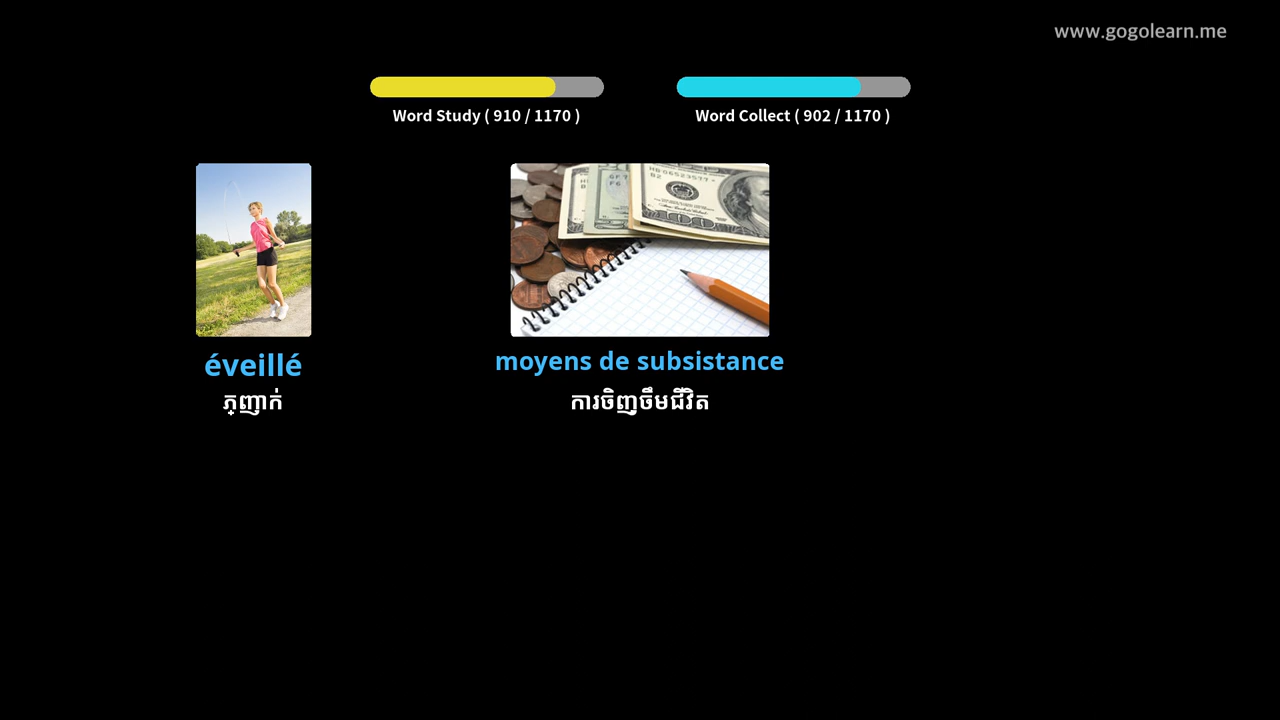 www.gogolearn.me
Word Study ( 910 / 1170 )
Word Collect ( 902 / 1170 )
éveillé
ភ្ញាក់
moyens de subsistance
ការចិញ្ចឹមជីវិត